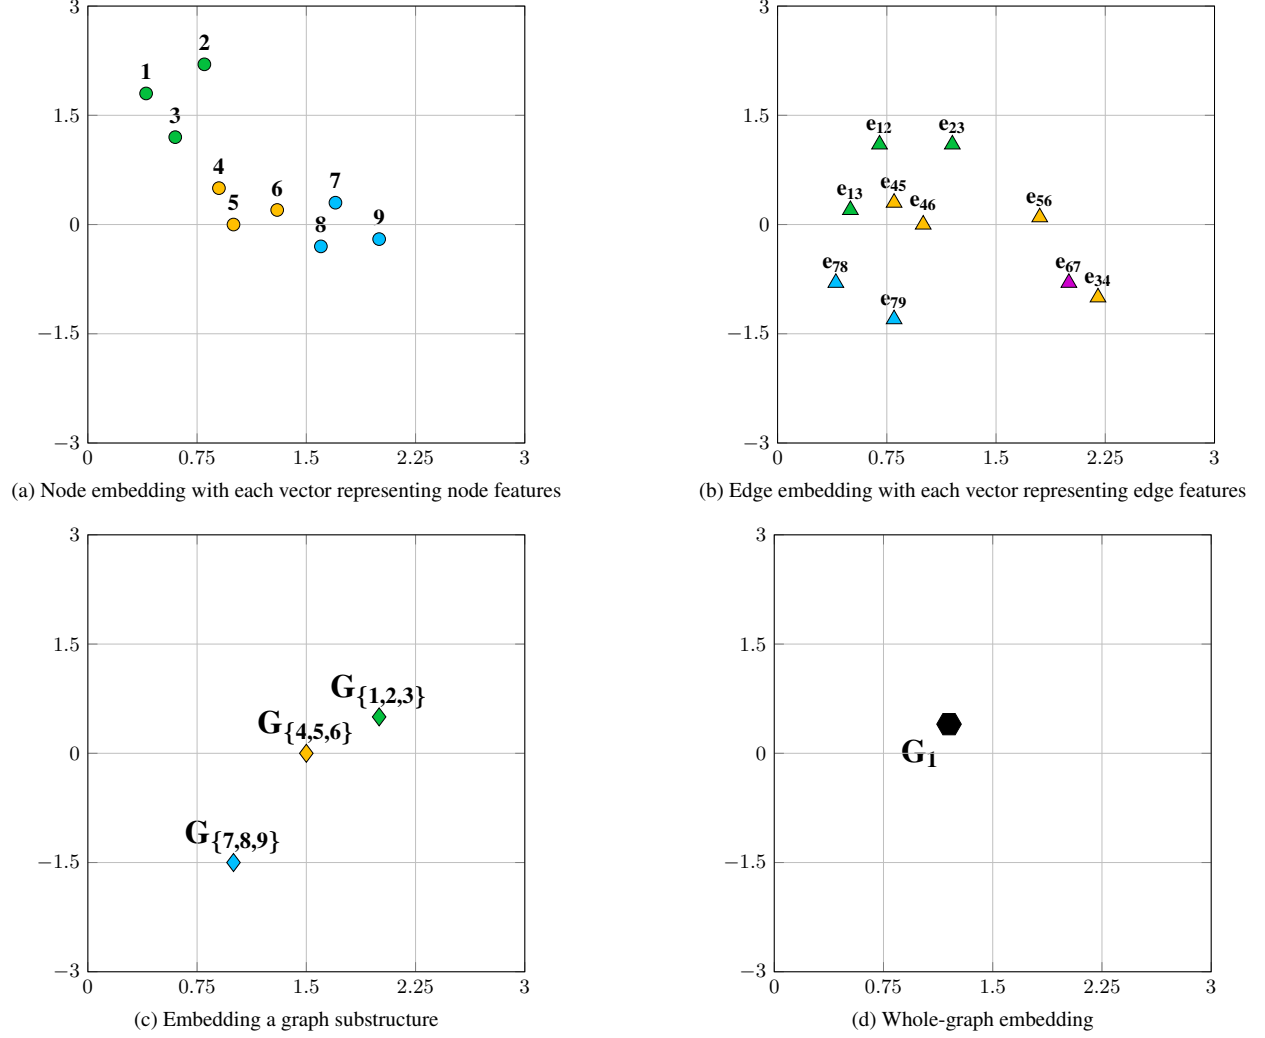 3
1.5
0
−1.5
−3
0 0.75 1.5 2.25 3
1
2
3
4
5
6
7
8
9
(a) Node embedding with each vector representing node features
3
1.5
0
−1.5
−3
0 0.75 1.5 2.25 3
e12
e23
e13
e45
e46
e56
e78
e67
e34
e79
(b) Edge embedding with each vector representing edge features
3
1.5
0
−1.5
−3
0 0.75 1.5 2.25 3
G{1,2,3}
G{4,5,6}
G{7,8,9}
(c) Embedding a graph substructure
3
1.5
0
−1.5
−3
0 0.75 1.5 2.25 3
G1
(d) Whole-graph embedding